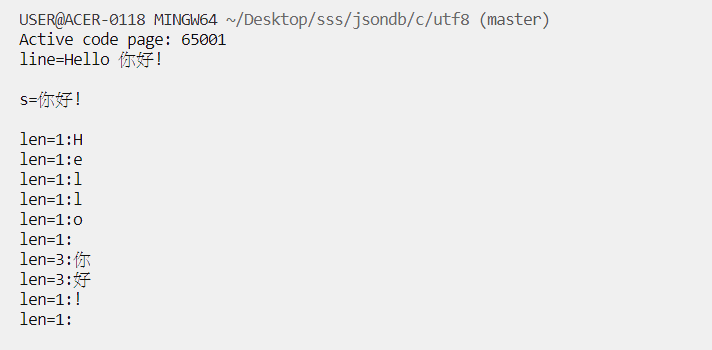 USER@ACER-0118 MINGW64 ~/Desktop/sss/jsondb/c/utf8 (master)
Active code page: 65001
line=Hello 你好!
s=你好!
len=1:H
len=1:e
len=1:l
len=1:l
len=1:o
len=1:
len=3:你
len=3:好
len=1:!
len=1: